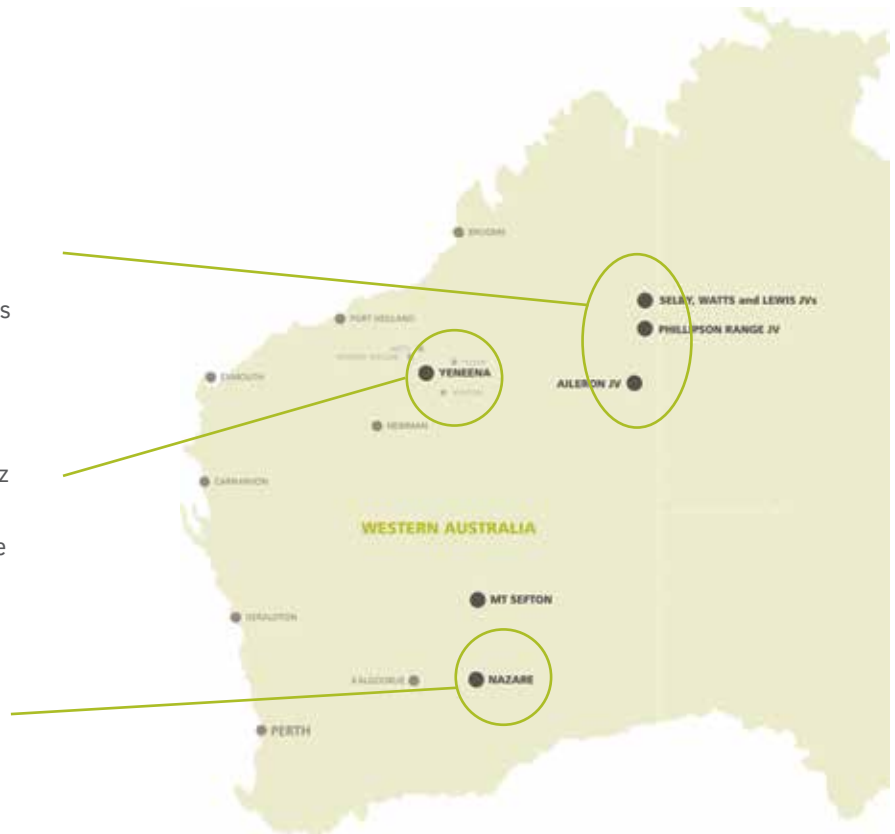 BROOME
s
SELBY, WATTS and LEWIS JVs
PORT HEDLAND
PHILLIPSON RANGE JV
YENEENA
EXMOUTH
AILERON JV
NEWMAN
z
CARNARVON
WESTERN AUSTRALIA
e
MT SEFTON
GERALDTON
KALGOORLIE
NAZARE
PERTH